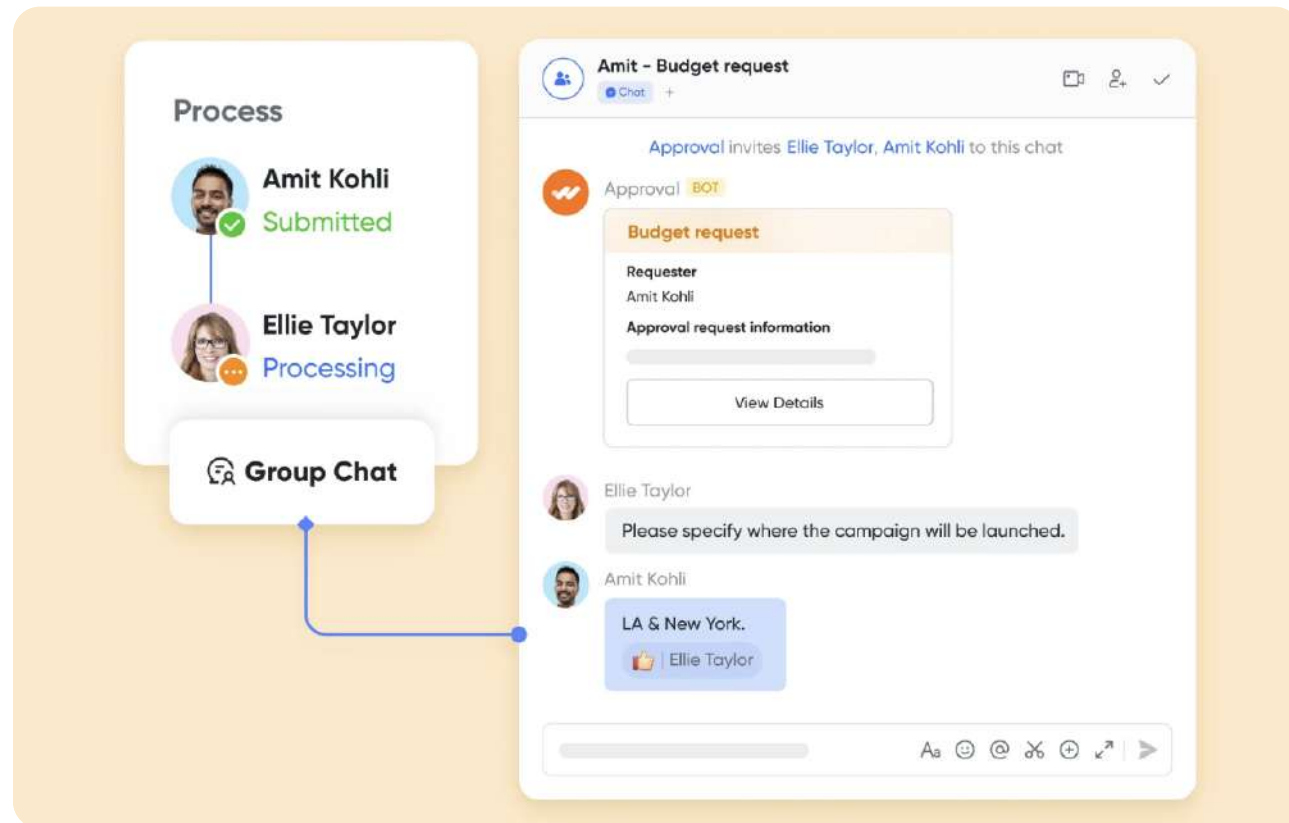 Process
Amit Kohli
Submitted
Ellie Taylor
Processing
Group Chat
Amit - Budget request
Chat +
Approval invites Ellie Taylor, Amit Kohli to this chat
Approval BOT
Budget request
Requester
Amit Kohli
Approval request information
View Details
Ellie Taylor
Please specify where the campaign will be launched.
Amit Kohli
LA & New York.
Ellie Taylor
Aa @